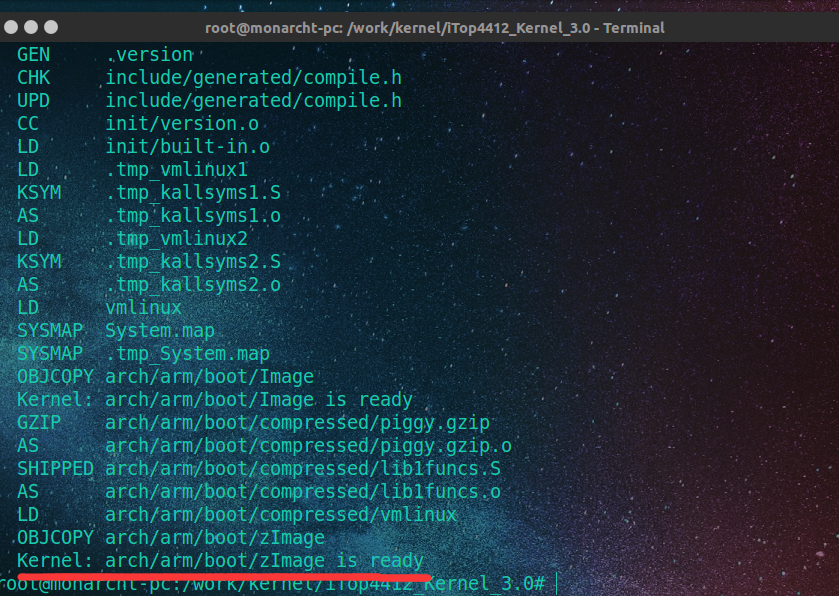 root@monarcht-pc: /work/kernel/iTop4412_Kernel_3.0 - Terminal
GEN     .version
CHK     include/generated/compile.h
UPD     include/generated/compile.h
CC      init/version.o
LD      init/built-in.o
LD      .tmp_vmlinux1
KSYM    .tmp_kallsyms1.S
AS      .tmp_kallsyms1.o
LD      .tmp_vmlinux2
KSYM    .tmp_kallsyms2.S
AS      .tmp_kallsyms2.o
LD      vmlinux
SYSMAP  System.map
SYSMAP  .tmp_System.map
OBJCOPY arch/arm/boot/Image
Kernel: arch/arm/boot/Image is ready
GZIP    arch/arm/boot/compressed/piggy.gzip
AS      arch/arm/boot/compressed/piggy.gzip.o
SHIPPED arch/arm/boot/compressed/lib1funcs.S
AS      arch/arm/boot/compressed/lib1funcs.o
LD      arch/arm/boot/compressed/vmlinux
OBJCOPY arch/arm/boot/zImage
Kernel: arch/arm/boot/zImage is ready
root@monarcht-pc:/work/kernel/iTop4412_Kernel_3.0#